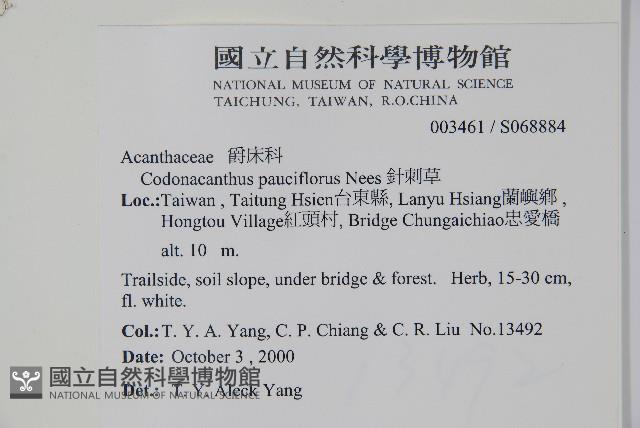 國立自然科學博物館
NATIONAL MUSEUM OF NATURAL SCIENCE
TAICHUNG, TAIWAN, R.O.CHINA
003461 / S068884
Acanthaceae 爵床科
Codonacanthus pauciflorus Nees 針刺草
Loc.:Taiwan , Taitung Hsien台東縣, Lanyu Hsiang蘭嶼鄉 ,
Hongtou Village紅頭村, Bridge Chungaichiao忠愛橋
alt. 10 m.
Trailside, soil slope, under bridge & forest. Herb, 15-30 cm,
fl. white.
Col.:T. Y. A. Yang, C. P. Chiang & C. R. Liu No.13492
Date: October 3 , 2000
Det.: T. Y. Aleck Yang
國立自然科學博物館
NATIONAL MUSEUM OF NATURAL SCIENCE
13492